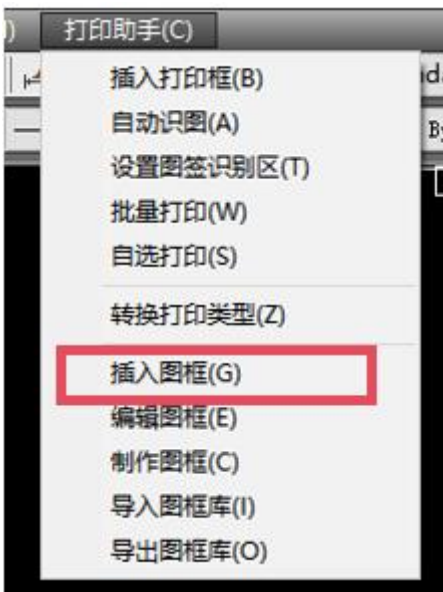 打印助手(C)
插入打印框(B)
自动识图(A)
设置图签识别区(T)
批量打印(W)
自选打印(S)
转换打印类型(Z)
插入图框(G)
编辑图框(E)
制作图框(C)
导入图框库(I)
导出图框库(O)